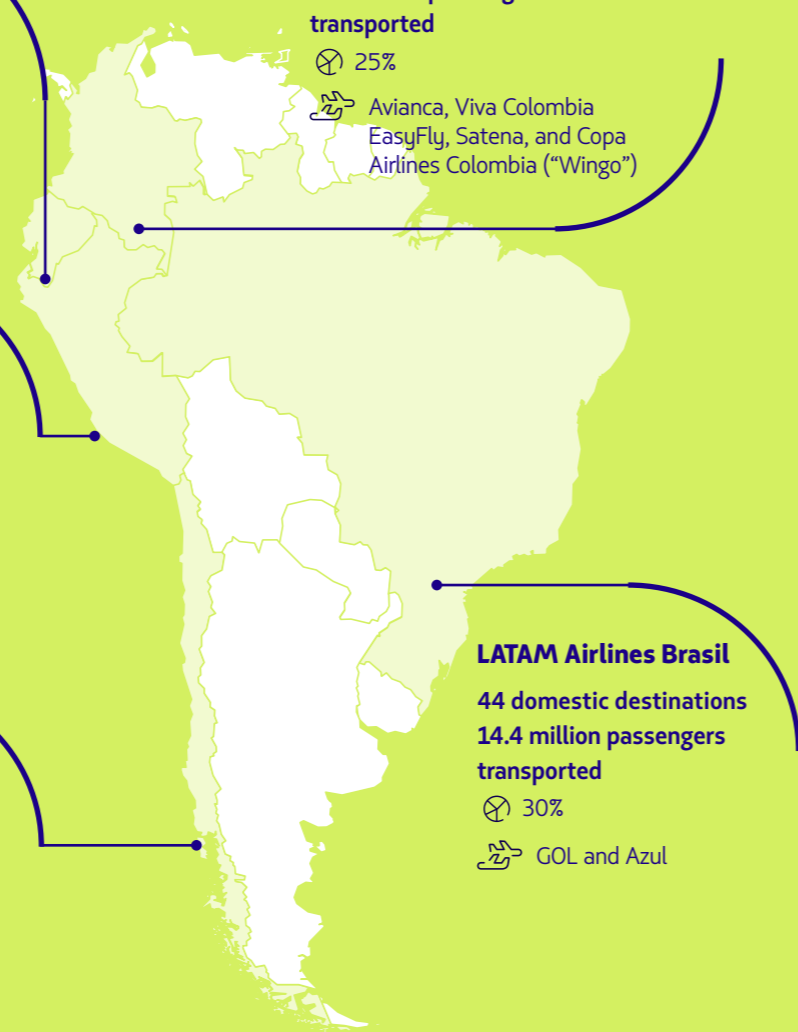 transported
25%
Avianca, Viva Colombia
EasyFly, Satena, and Copa
Airlines Colombia (“Wingo”)
LATAM Airlines Brasil
44 domestic destinations
14.4 million passengers
transported
30%
GOL and Azul